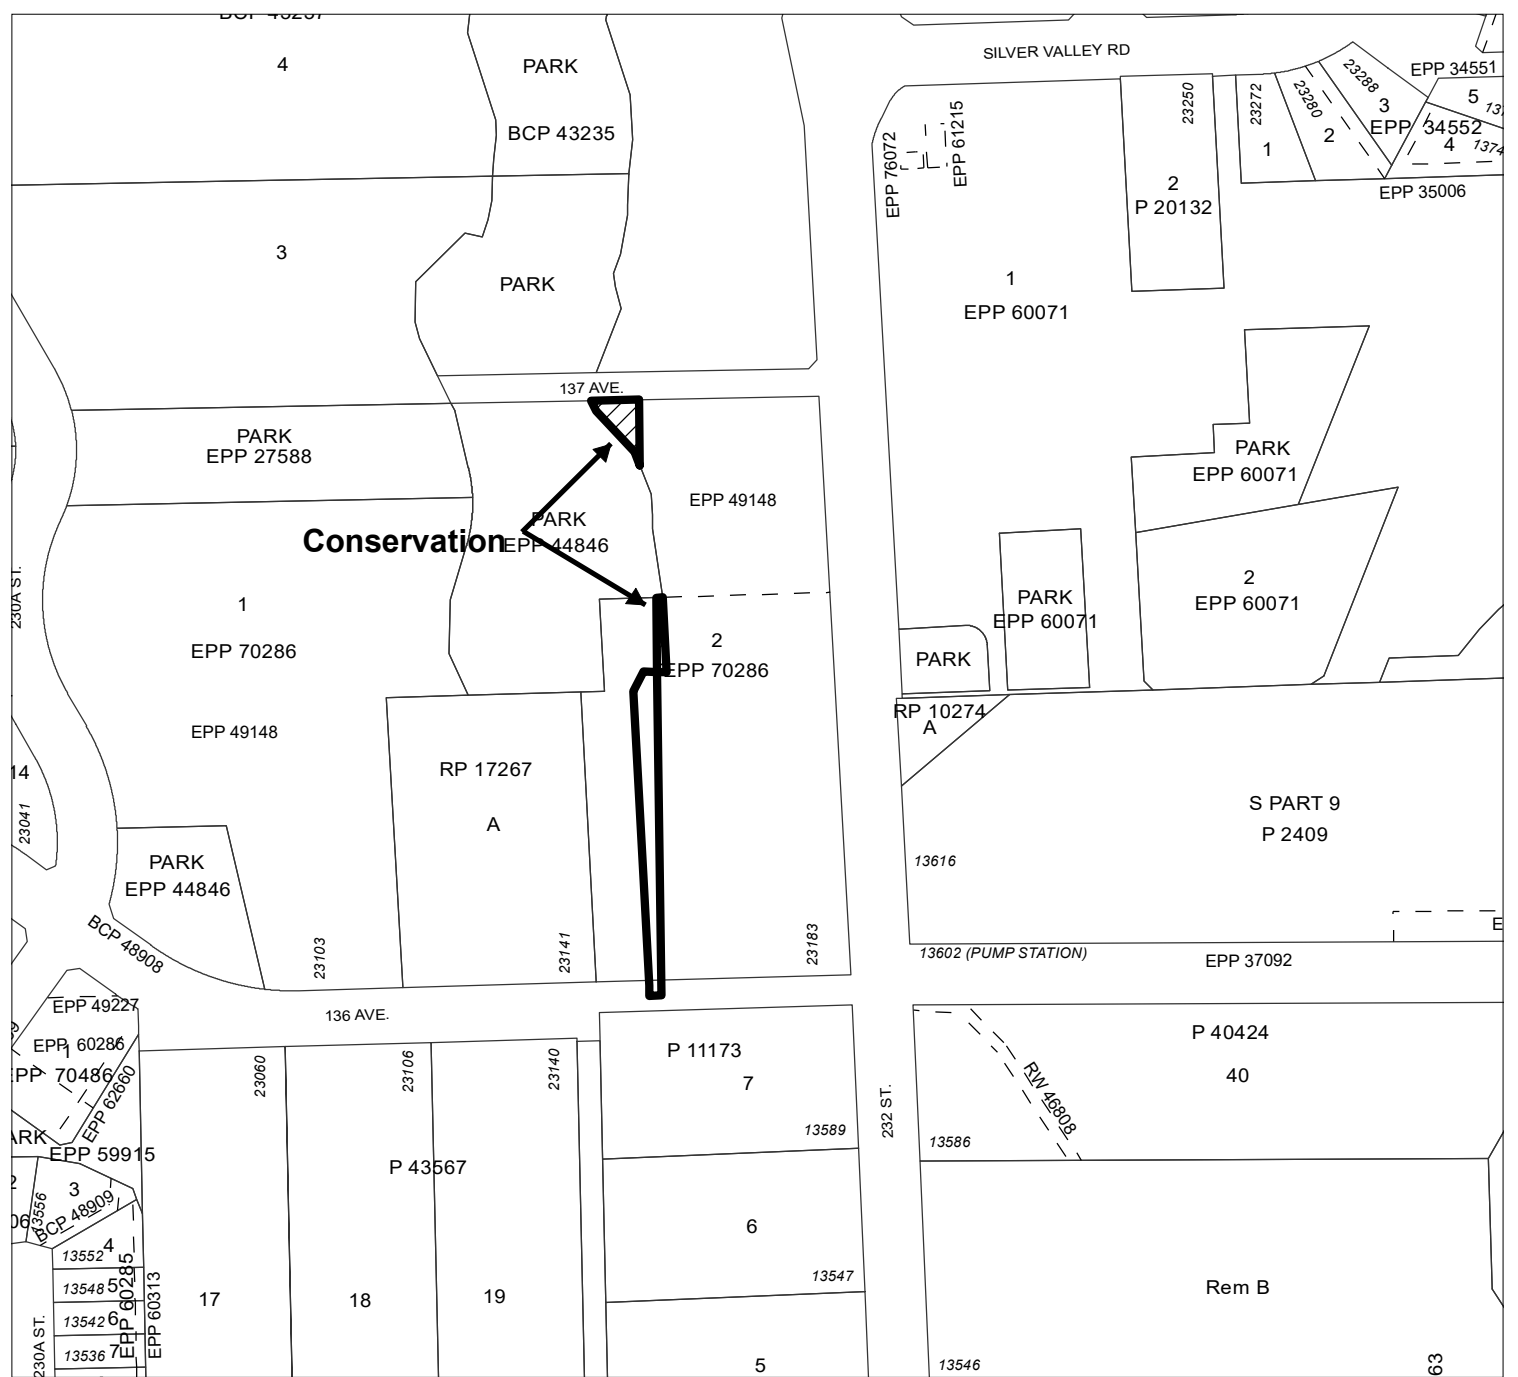 SILVER VALLEY RD
4
PARK
BCP 43235
23250
23272
23280
23288
EPP 34551
5
3
EPP 34552
4
1
2
EPP 35006
EPP 76072
EPP 61215
2
P 20132
3
PARK
1
EPP 60071
137 AVE.
PARK
EPP 27588
PARK
EPP 60071
EPP 49148
PARK
EPP 44846
Conservation
230A ST.
1
EPP 70286
2
EPP 70286
PARK
EPP 60071
2
EPP 60071
PARK
EPP 49148
RP 10274
A
RP 17267
A
14
23041
S PART 9
P 2409
13616
PARK
EPP 44846
BCP 48908
23103
23141
23183
13602 (PUMP STATION)
EPP 37092
E
EPP 49227
136 AVE.
EPP 60286
1
EPP 70486
EPP 62660
23060
23106
23140
P 11173
7
13589
232 ST.
RW 46808
P 40424
40
13586
EPP 59915
P 43567
3
13556
BCP 48909
4
13552
13548 5
13542 6
13536 7
EPP 60285
EPP 60313
230A ST.
17
18
19
6
13547
5
Rem B
13546
63